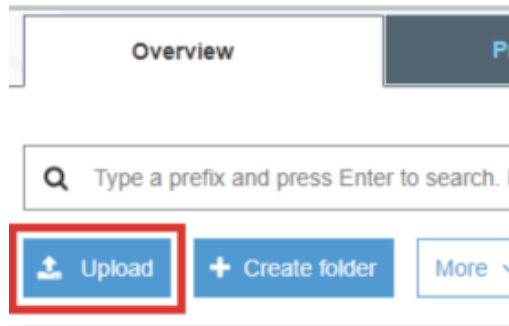 Overview
Type a prefix and press Enter to search.
Upload
Create folder
More